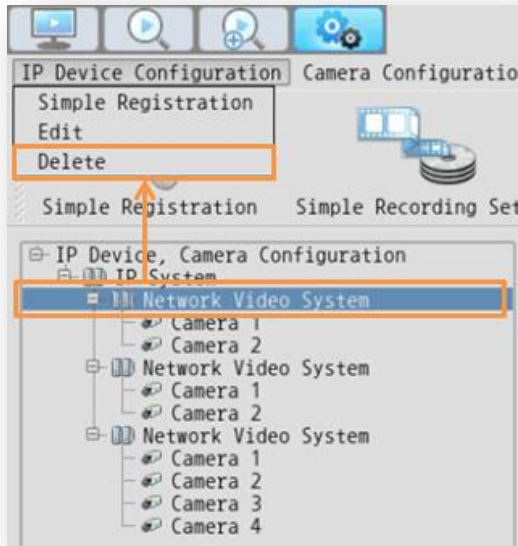 IP Device Configuration Camera Configuratio
Simple Registration
Edit
Delete
Simple Registration Simple Recording Set
IP Device, Camera Configuration
IP System
Network Video System
Camera 1
Camera 2
Network Video System
Camera 1
Camera 2
Network Video System
Camera 1
Camera 2
Camera 3
Camera 4